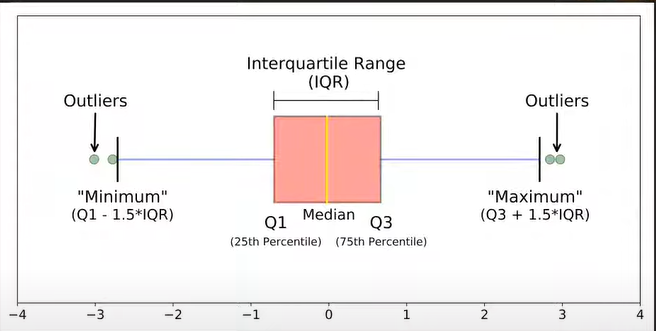 Interquartile Range
(IQR)
Outliers
Outliers
"Minimum"
(Q1 - 1.5*IQR)
"Maximum"
(Q3 + 1.5*IQR)
Q1
Median
Q3
(25th Percentile)
(75th Percentile)
−4 −3 −2 −1 0 1 2 3 4